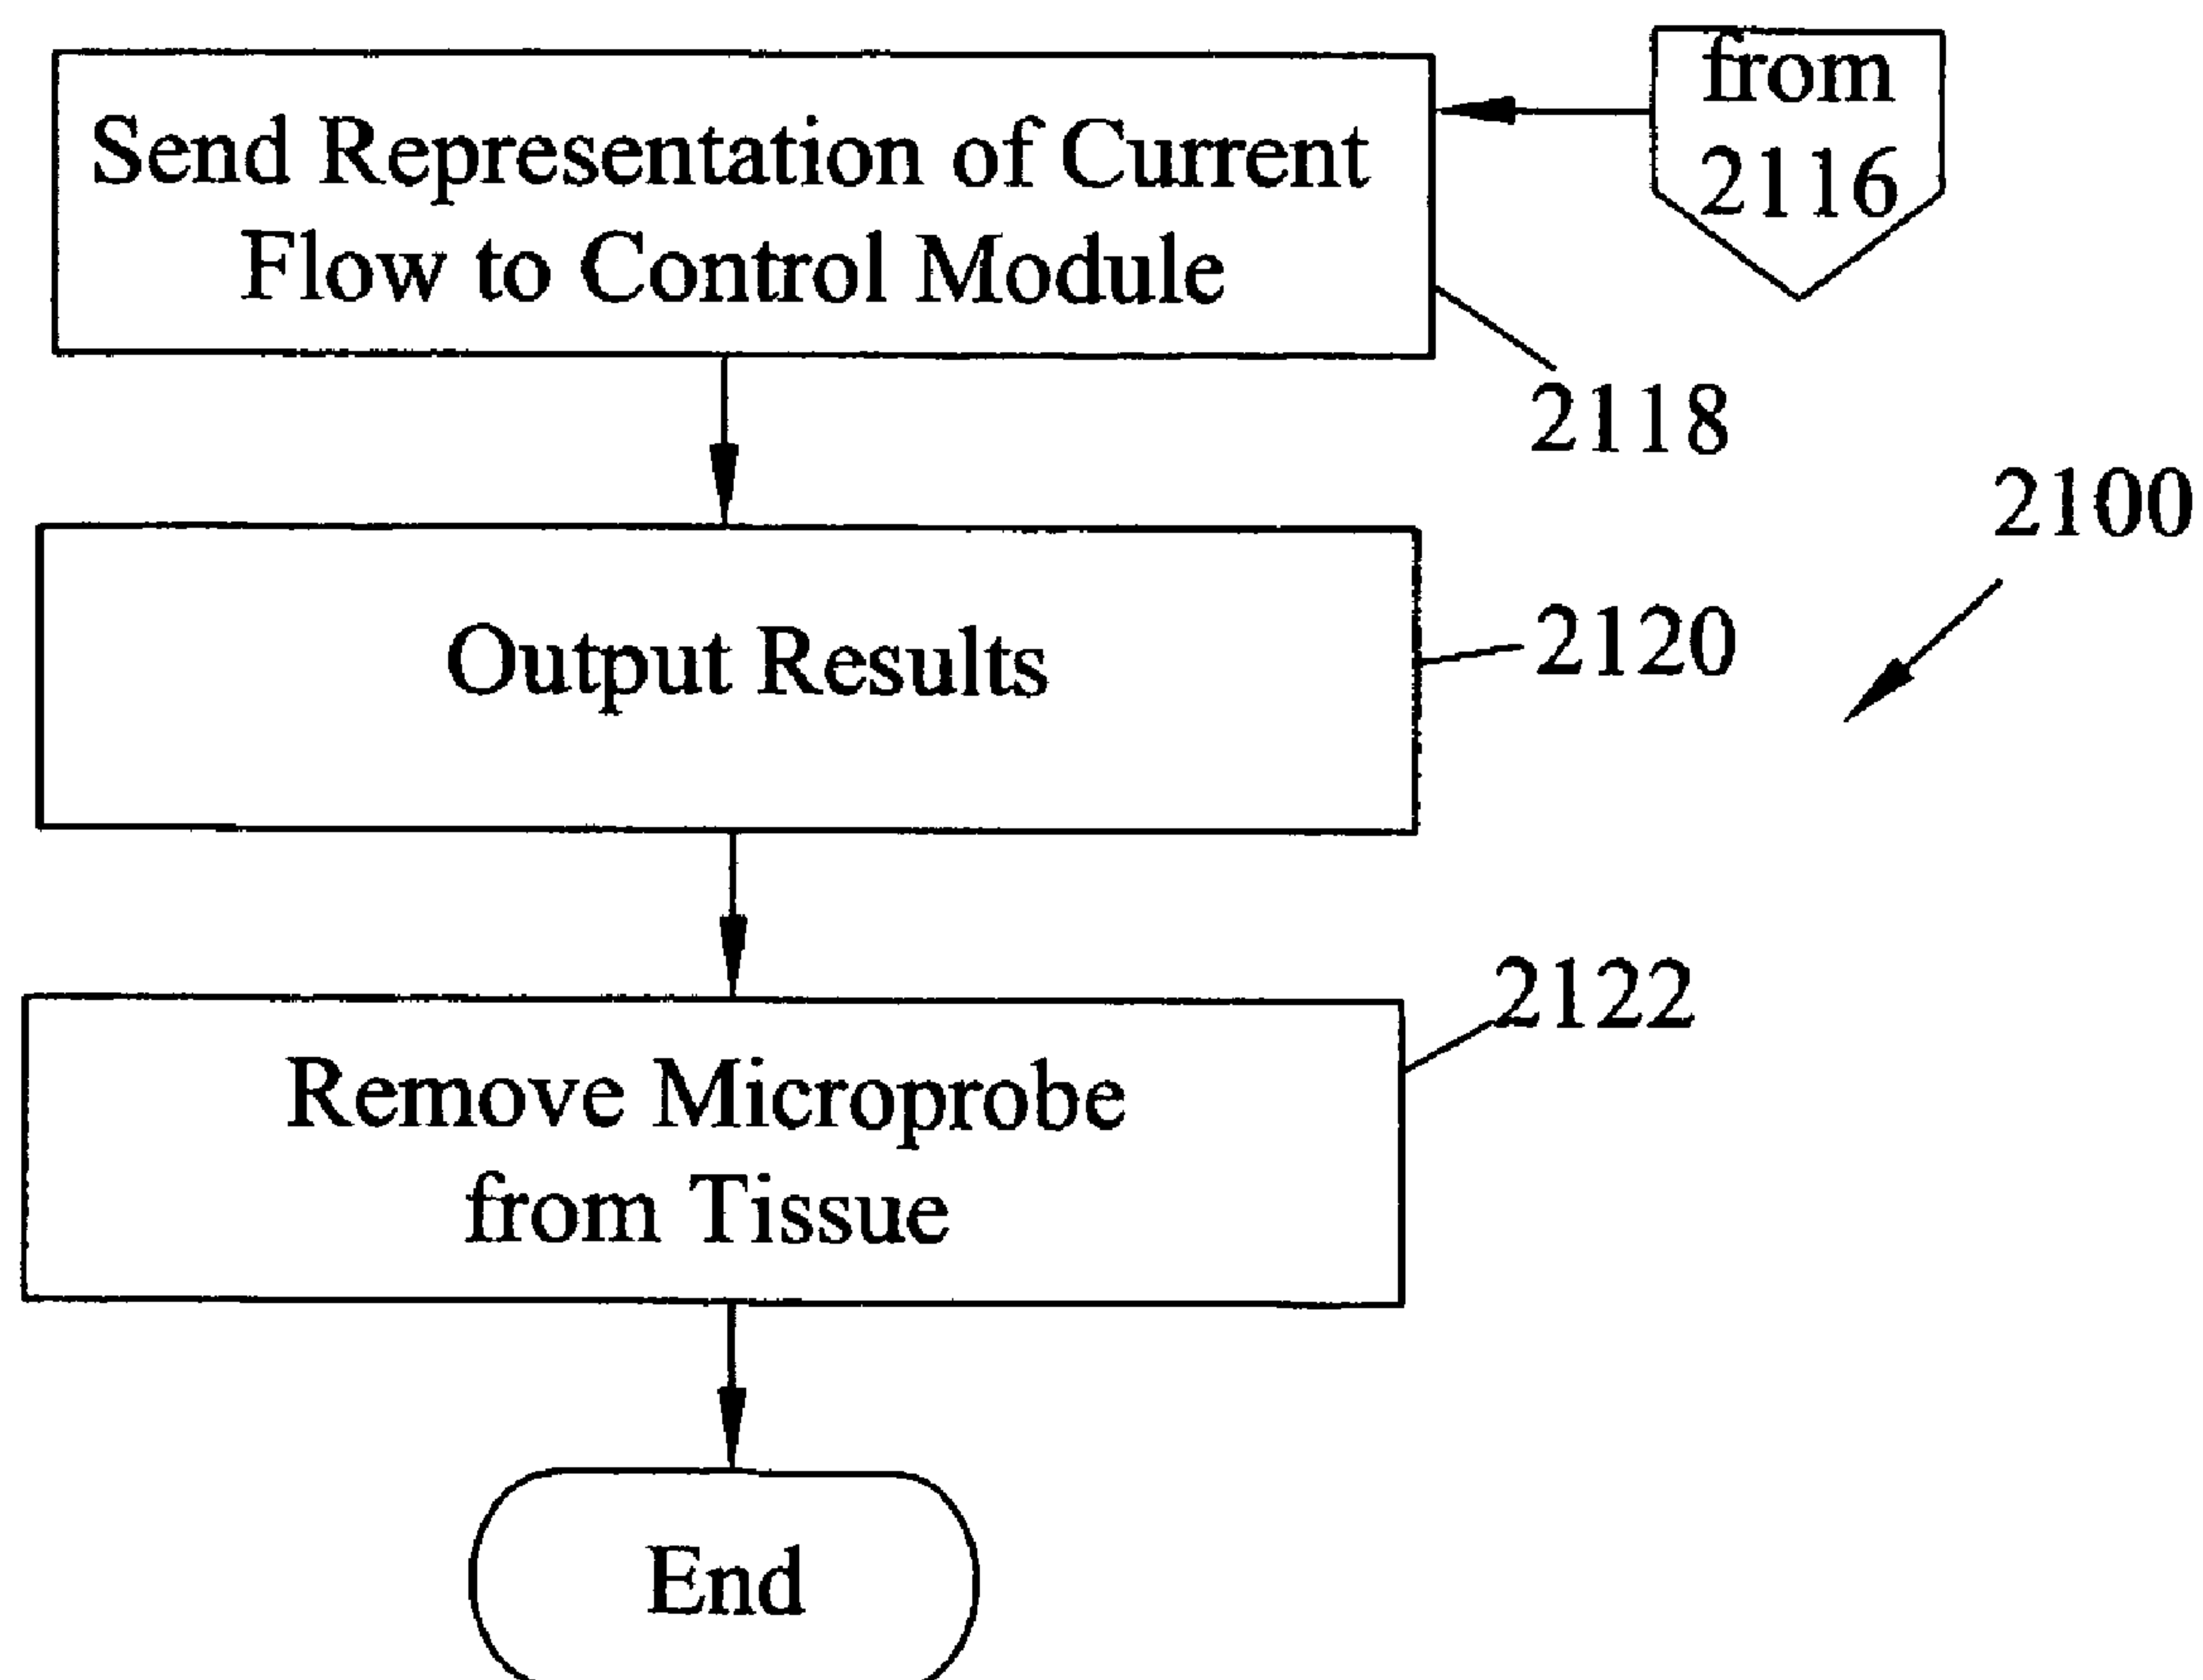 from
2116
Send Representation of Current
Flow to Control Module
2118
2100
Output Results
2120
2122
Remove Microprobe
from Tissue
End